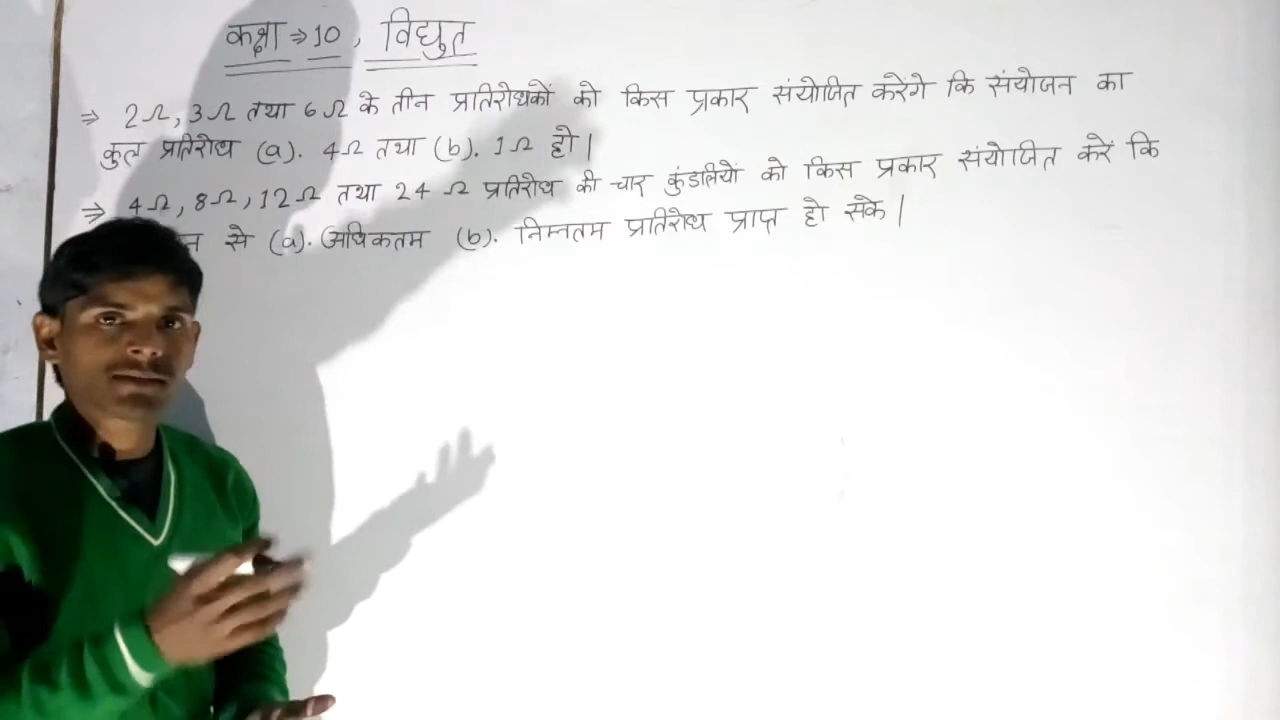 कक्षा ⇒ 10, विद्युत
⇒ 2Ω, 3Ω तथा 6Ω के तीन प्रतिरोधकों को किस प्रकार संयोजित करेंगे कि संयोजन का
कुल प्रतिरोध (a). 4Ω तथा (b). 1Ω हो।
⇒ 4Ω, 8Ω, 12Ω तथा 24Ω प्रतिरोध की चार कुंडलियों को किस प्रकार संयोजित करें कि
से (a). अधिकतम (b). निम्नतम प्रतिरोध प्राप्त हो सके।